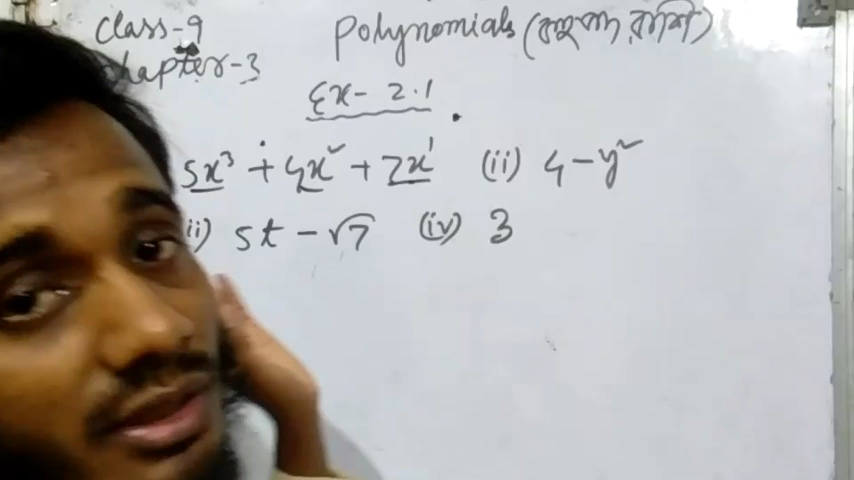 Class-9 Polynomials (বহুপদ ৰাশি)
Chapter-3
Ex- 2.1
5x³ + 4x² + 7x¹ (ii) 4-y²
ii) 5t - √7 (iv) 3